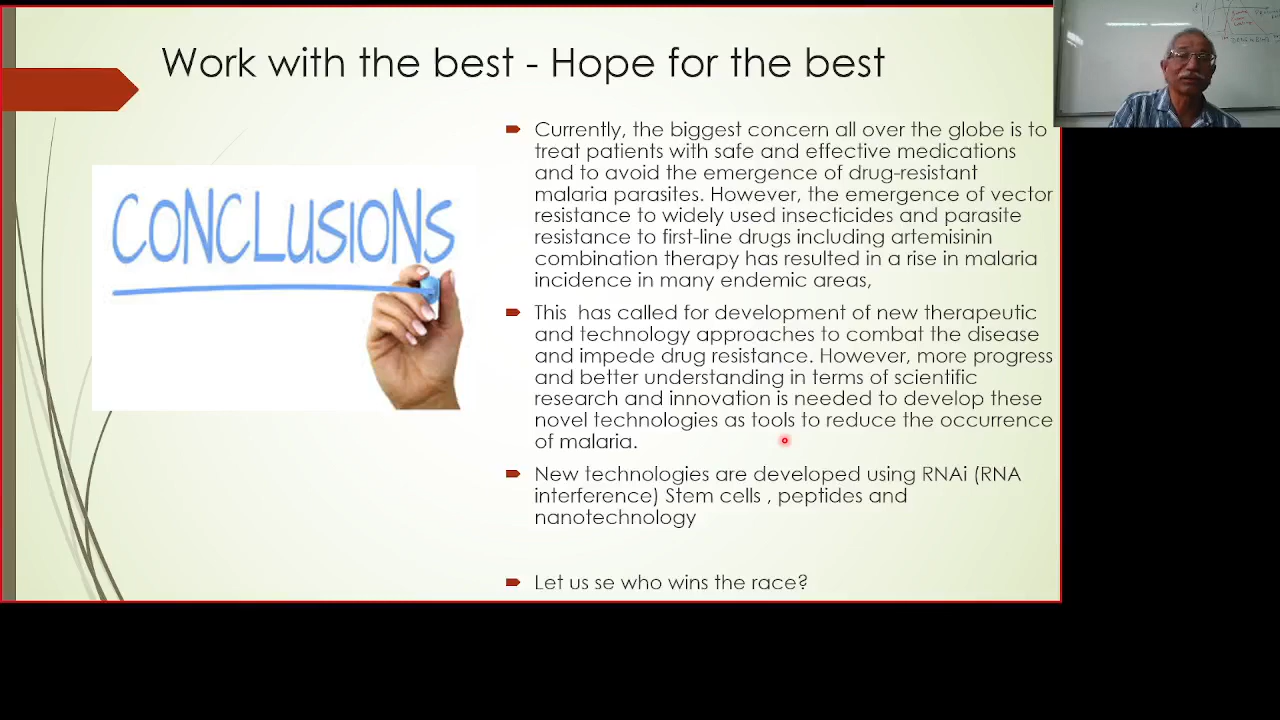 Work with the best - Hope for the best
CONCLUSIONS
Currently, the biggest concern all over the globe is to
treat patients with safe and effective medications
and to avoid the emergence of drug-resistant
malaria parasites. However, the emergence of vector
resistance to widely used insecticides and parasite
resistance to first-line drugs including artemisinin
combination therapy has resulted in a rise in malaria
incidence in many endemic areas,
This  has called for development of new therapeutic
and technology approaches to combat the disease
and impede drug resistance. However, more progress
and better understanding in terms of scientific
research and innovation is needed to develop these
novel technologies as tools to reduce the occurrence
of malaria.
New technologies are developed using RNAi (RNA
interference) Stem cells , peptides and
nanotechnology
Let us se who wins the race?